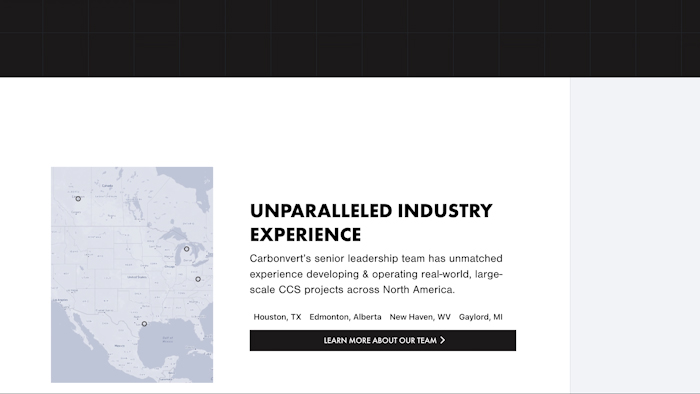 UNPARALLELED INDUSTRY
EXPERIENCE
Carbonvert's senior leadership team has unmatched
experience developing & operating real-world, large-
scale CCS projects across North America.
Houston, TX Edmonton, Alberta New Haven, WV Gaylord, MI
LEARN MORE ABOUT OUR TEAM